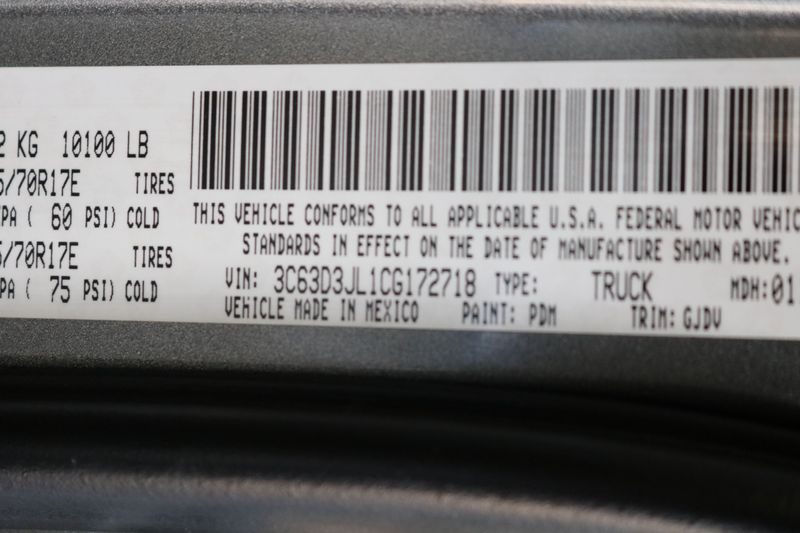 2 KG 10100 LB
5/70R17E TIRES
PA ( 60 PSI) COLD
5/70R17E TIRES
PA ( 75 PSI) COLD
THIS VEHICLE CONFORMS TO ALL APPLICABLE U.S.A. FEDERAL MOTOR VEHIC
STANDARDS IN EFFECT ON THE DATE OF MANUFACTURE SHOWN ABOVE.
VIN: 3C63D3JL1CG172718 TYPE: TRUCK MDH: 01
VEHICLE MADE IN MEXICO PAINT: PDM TRIM: GJDV